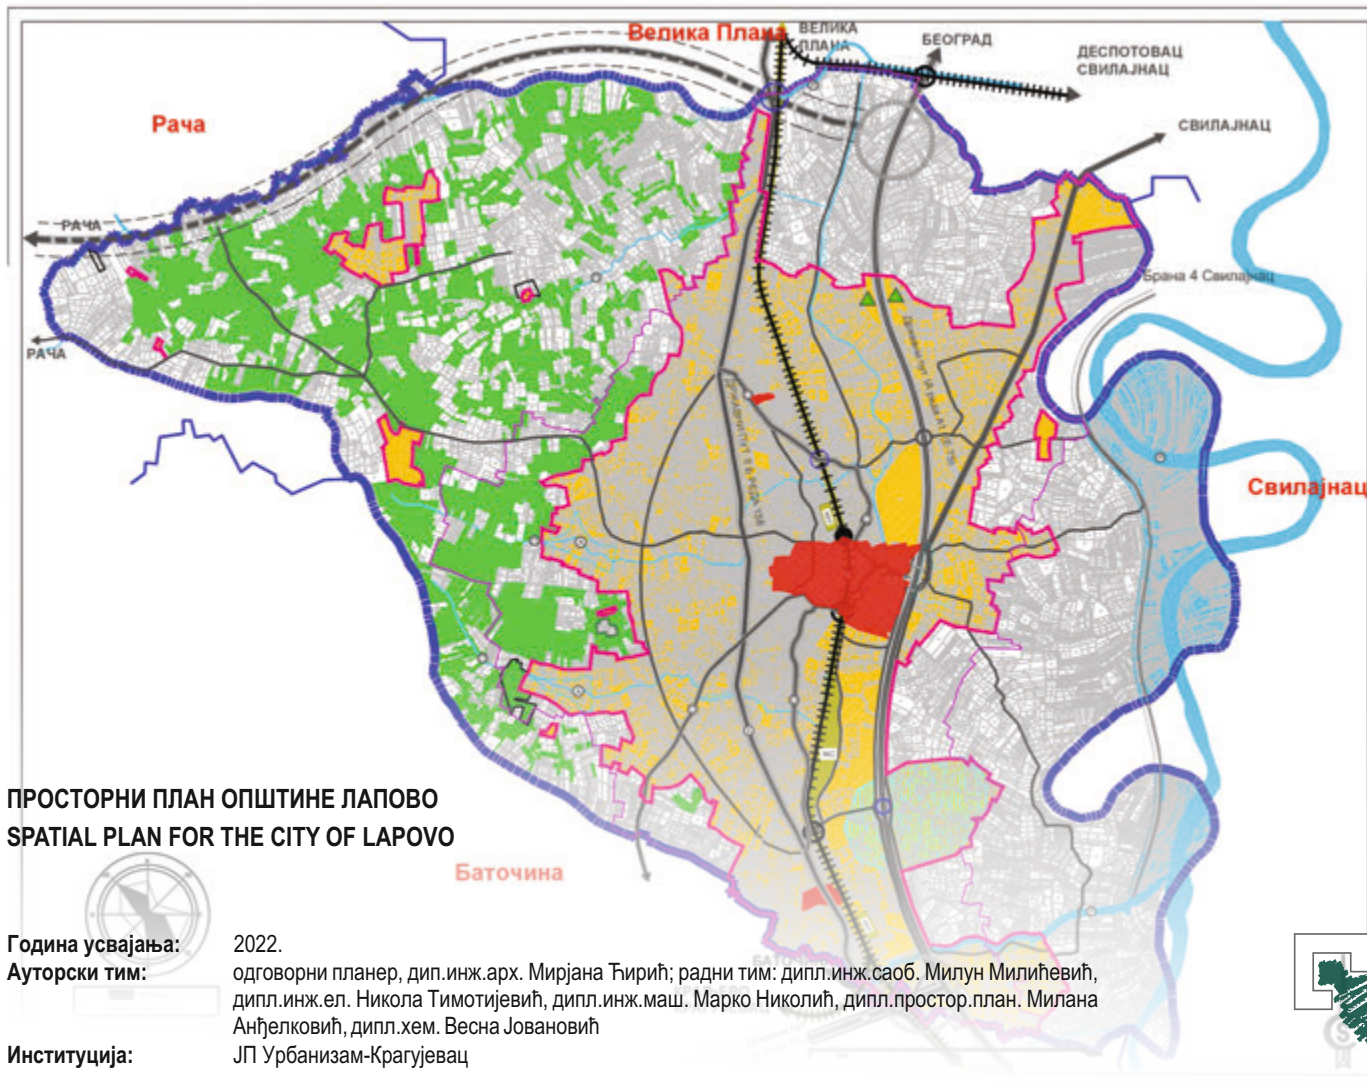 Велика Плана
ВЕЛИКА
ПЛАНА
БЕОГРАД
ДЕСПОТОВАЦ
СВИЛАЈНАЦ
Рача
СВИЛАЈНАЦ
РАЧА
Брана 4 Свилајнац
РАЧА
Свилајнац
ПРОСТОРНИ ПЛАН ОПШТИНЕ ЛАПОВО
SPATIAL PLAN FOR THE CITY OF LAPOVO
Баточина
Година усвајања: 2022.
Ауторски тим: одговорни планер, дип.инж.арх. Мирјана Ћирић; радни тим: дипл.инж.саоб. Милун Милићевић,
дипл.инж.ел. Никола Тимотијевић, дипл.инж.маш. Марко Николић, дипл.простор.план. Милана
Анђелковић, дипл.хем. Весна Јовановић
Институција: ЈП Урбанизам-Крагујевац